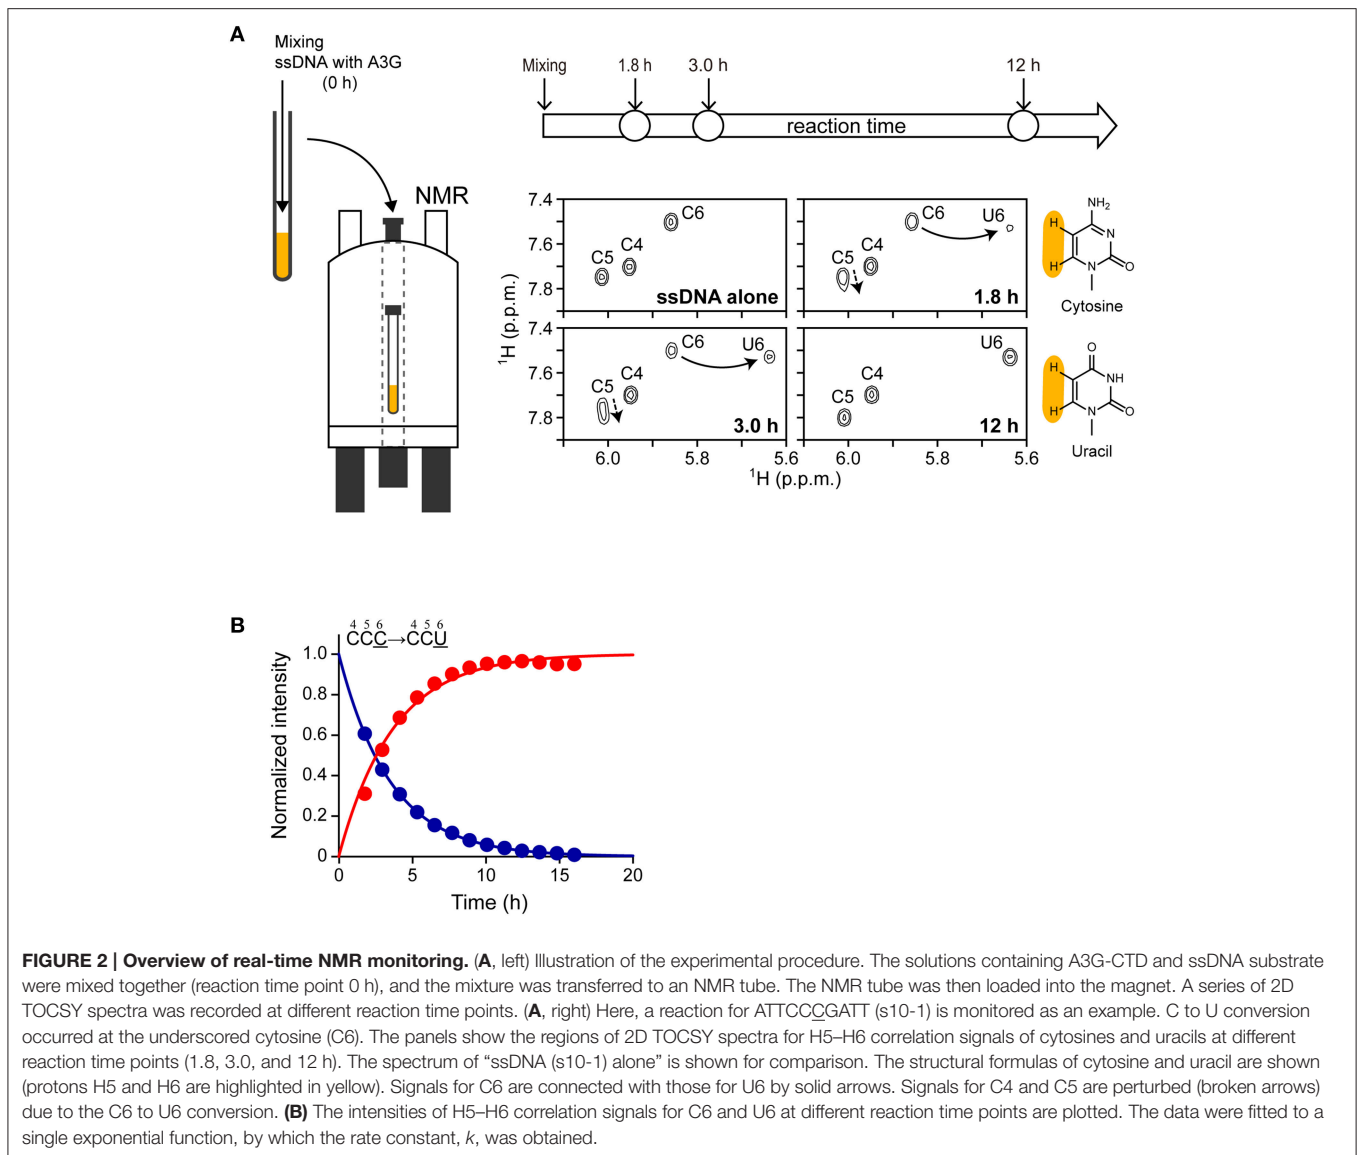 A
Mixing
ssDNA with A3G
(0 h)
NMR
Mixing
1.8 h
3.0 h
12 h
reaction time
7.4
7.6
7.8
C6
C5
C4
ssDNA alone
C6
U6
C5
C4
1.8 h
NH2
H
H
N
N
O
Cytosine
¹H (p.p.m.)
7.4
7.6
7.8
C6
U6
C5
C4
3.0 h
U6
C5
C4
12 h
O
H
H
NH
N
O
Uracil
6.0
5.8
5.6
6.0
5.8
5.6
¹H (p.p.m.)
B
4 5 6 4 5 6
CCC→CCU
Normalized intensity
1.0
0.8
0.6
0.4
0.2
0
0
5
10
15
20
Time (h)
FIGURE 2 | Overview of real-time NMR monitoring. (A, left) Illustration of the experimental procedure. The solutions containing A3G-CTD and ssDNA substrate
were mixed together (reaction time point 0 h), and the mixture was transferred to an NMR tube. The NMR tube was then loaded into the magnet. A series of 2D
TOCSY spectra was recorded at different reaction time points. (A, right) Here, a reaction for ATTCCCGATT (s10-1) is monitored as an example. C to U conversion
occurred at the underscored cytosine (C6). The panels show the regions of 2D TOCSY spectra for H5–H6 correlation signals of cytosines and uracils at different
reaction time points (1.8, 3.0, and 12 h). The spectrum of “ssDNA (s10-1) alone” is shown for comparison. The structural formulas of cytosine and uracil are shown
(protons H5 and H6 are highlighted in yellow). Signals for C6 are connected with those for U6 by solid arrows. Signals for C4 and C5 are perturbed (broken arrows)
due to the C6 to U6 conversion. (B) The intensities of H5–H6 correlation signals for C6 and U6 at different reaction time points are plotted. The data were fitted to a
single exponential function, by which the rate constant, k, was obtained.